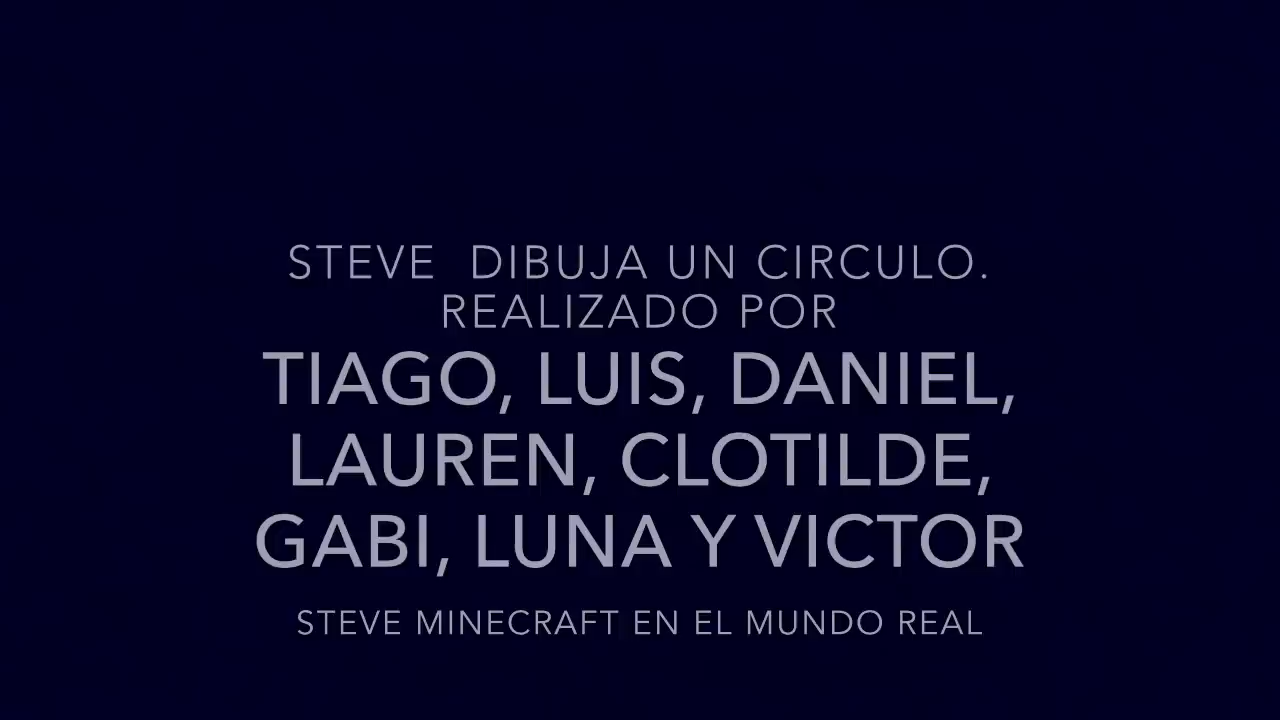 STEVE  DIBUJA UN CIRCULO.
REALIZADO POR
TIAGO, LUIS, DANIEL,
LAUREN, CLOTILDE,
GABI, LUNA Y VICTOR
STEVE MINECRAFT EN EL MUNDO REAL